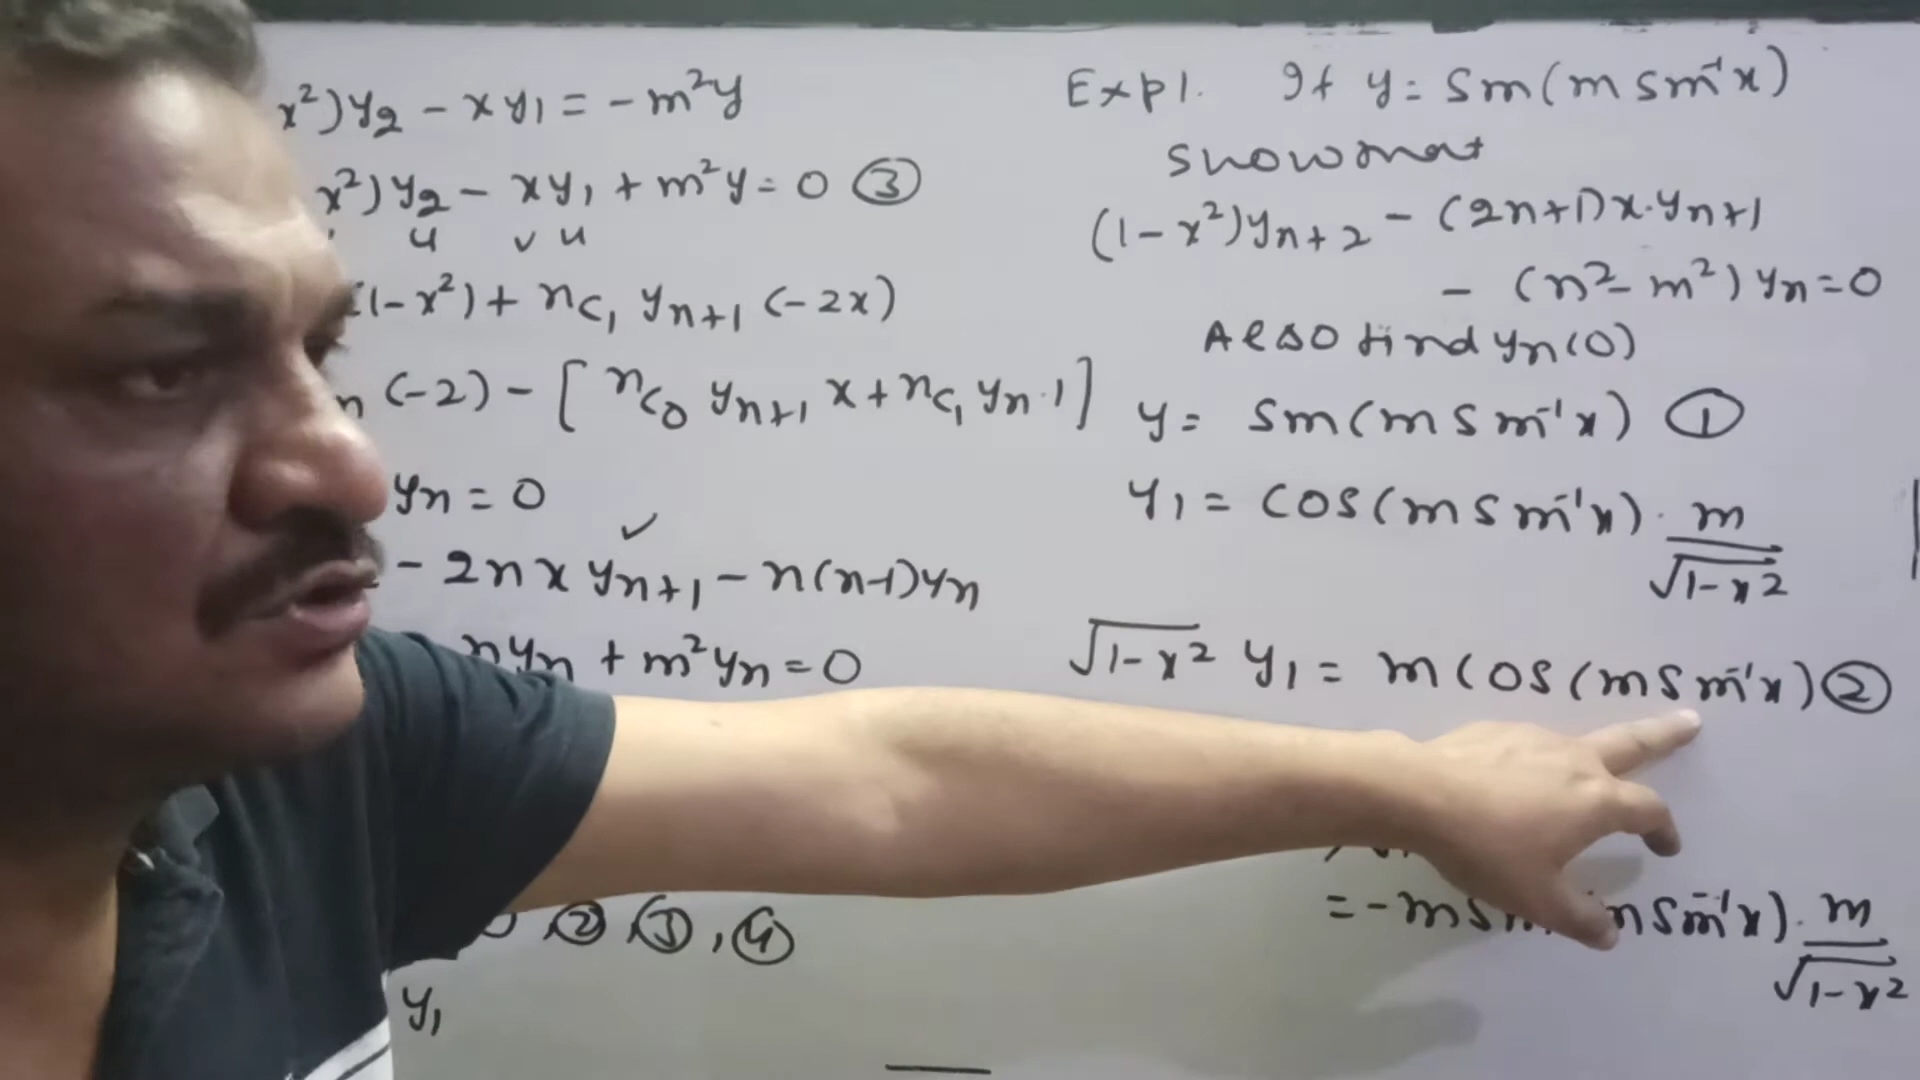 x²)y₂ - xy₁ = -m²y
x²)y₂ - xy₁ + m²y = 0 ③
u v u
(1-x²) + nc₁ yn+1 (-2x)
n (-2) - [nc₀ yn+1 x + nc₁ yn·1]
yn = 0
✓
- 2nx yn+1 - n(n-1)yn
nyn + m²yn = 0
② , ③ , ④
y₁
Expl. If y = sin(m sin⁻¹x)
show that
(1-x²)yn+2 - (2n+1)x·yn+1
- (n²-m²)yn = 0
Also find yn(0)
y = sin(m sin⁻¹x) ①
y₁ = cos(m sin⁻¹x) · m/√1-x²
√1-x² y₁ = m cos(m sin⁻¹x) ②
= -m sin⁻¹x) · m/√1-x²